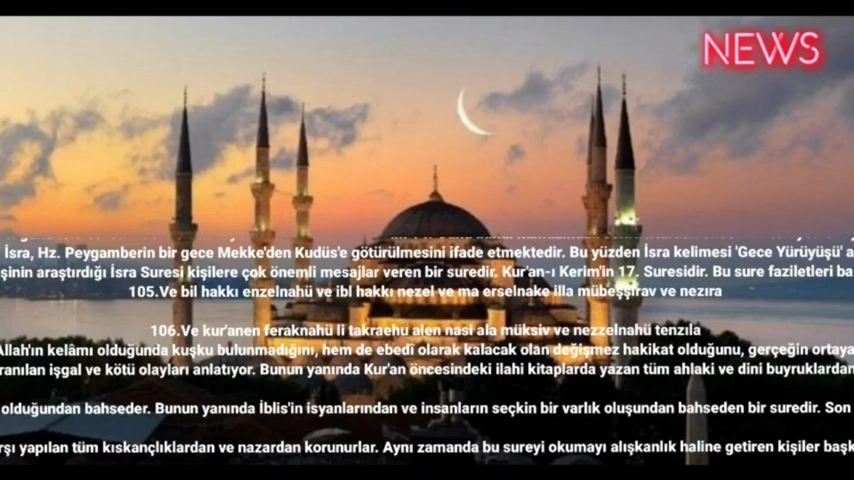 NEWS
İsra, Hz. Peygamberin bir gece Mekke'den Kudüs'e götürülmesini ifade etmektedir. Bu yüzden İsra kelimesi 'Gece Yürüyüşü' a
şinin araştırdığı İsra Suresi kişilere çok önemli mesajlar veren bir suredir. Kur'an-ı Kerim'in 17. Suresidir. Bu sure faziletleri ba
105.Ve bil hakkı enzelnahü ve ibl hakkı nezel ve ma erselnake illa mübeşşirav ve nezıra
106.Ve kur'anen feraknahü li takraehu alen nasi ala müksiv ve nezzelnahü tenzıla
Allah'ın kelâmı olduğunda kuşku bulunmadığını, hem de ebedî olarak kalacak olan değişmez hakikat olduğunu, gerçeğin ortaya
ranılan işgal ve kötü olayları anlatıyor. Bunun yanında Kur'an öncesindeki ilahi kitaplarda yazan tüm ahlaki ve dini buyruklardan
olduğundan bahseder. Bunun yanında İblis'in isyanlarından ve insanların seçkin bir varlık oluşundan bahseden bir suredir. Son
rşı yapılan tüm kıskançlıklardan ve nazardan korunurlar. Aynı zamanda bu sureyi okumayı alışkanlık haline getiren kişiler başk